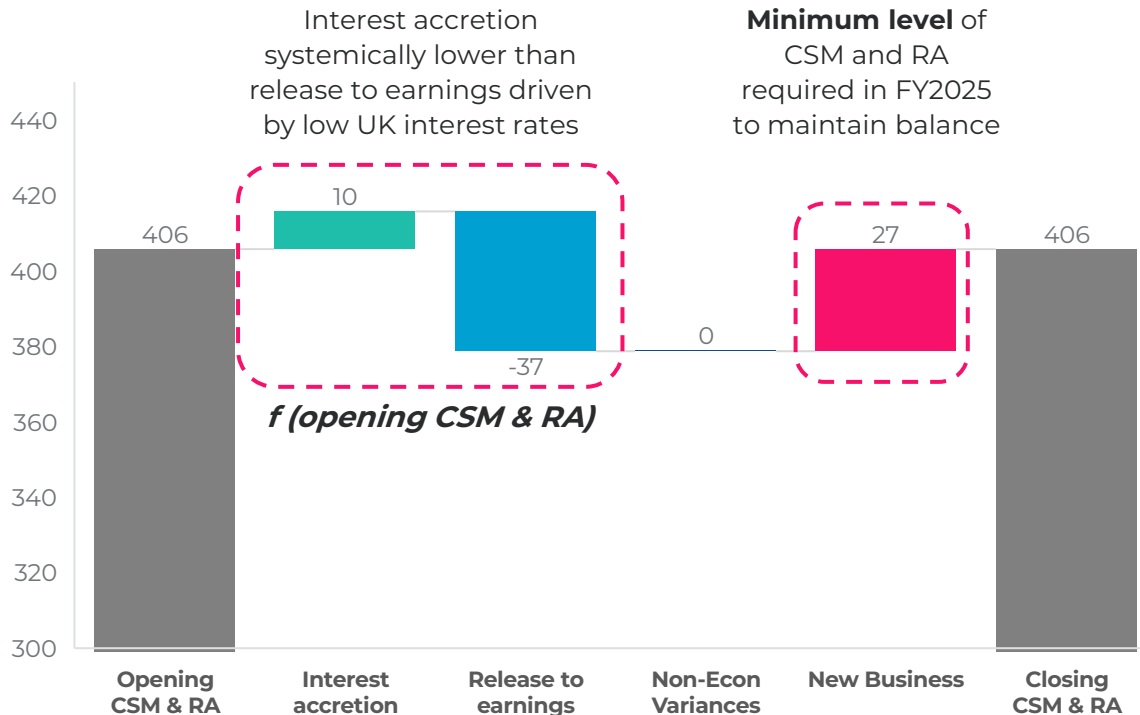 Interest accretion
systemically lower than
release to earnings driven
by low UK interest rates
Minimum level of
CSM and RA
required in FY2025
to maintain balance
440
420
400
380
360
340
320
300
406
10
-37
0
27
406
f (opening CSM & RA)
Opening
CSM & RA
Interest
accretion
Release to
earnings
Non-Econ
Variances
New Business
Closing
CSM & RA